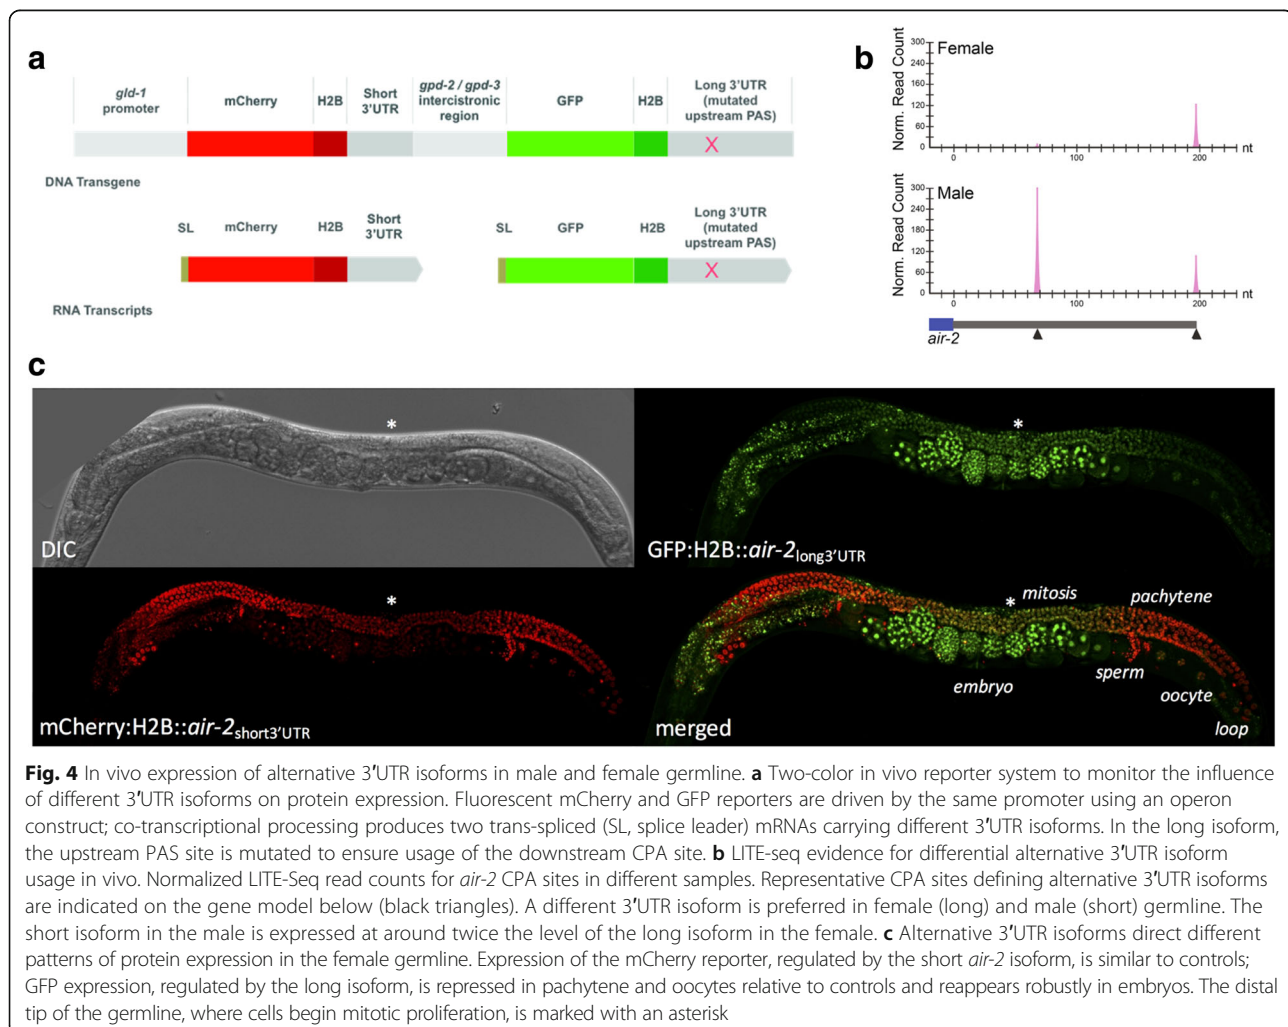 a
gld-1
promoter
mCherry
H2B
Short
3'UTR
gpd-2 / gpd-3
intercistronic
region
GFP
H2B
Long 3'UTR
(mutated
upstream PAS)
X
DNA Transgene
SL
mCherry
H2B
Short
3'UTR
SL
GFP
H2B
Long 3'UTR
(mutated
upstream PAS)
X
RNA Transcripts
b
Norm. Read Count
300
240
180
120
60
0
Female
0
100
200
nt
Norm. Read Count
300
240
180
120
60
0
Male
0
100
200
nt
air-2
c
*
DIC
*
GFP:H2B::air-2long3'UTR
*
mCherry:H2B::air-2short3'UTR
*
mitosis
pachytene
sperm
embryo
oocyte
loop
merged
Fig. 4 In vivo expression of alternative 3'UTR isoforms in male and female germline. a Two-color in vivo reporter system to monitor the influence
of different 3'UTR isoforms on protein expression. Fluorescent mCherry and GFP reporters are driven by the same promoter using an operon
construct; co-transcriptional processing produces two trans-spliced (SL, splice leader) mRNAs carrying different 3'UTR isoforms. In the long isoform,
the upstream PAS site is mutated to ensure usage of the downstream CPA site. b LITE-seq evidence for differential alternative 3'UTR isoform
usage in vivo. Normalized LITE-Seq read counts for air-2 CPA sites in different samples. Representative CPA sites defining alternative 3'UTR isoforms
are indicated on the gene model below (black triangles). A different 3'UTR isoform is preferred in female (long) and male (short) germline. The
short isoform in the male is expressed at around twice the level of the long isoform in the female. c Alternative 3'UTR isoforms direct different
patterns of protein expression in the female germline. Expression of the mCherry reporter, regulated by the short air-2 isoform, is similar to controls;
GFP expression, regulated by the long isoform, is repressed in pachytene and oocytes relative to controls and reappears robustly in embryos. The distal
tip of the germline, where cells begin mitotic proliferation, is marked with an asterisk